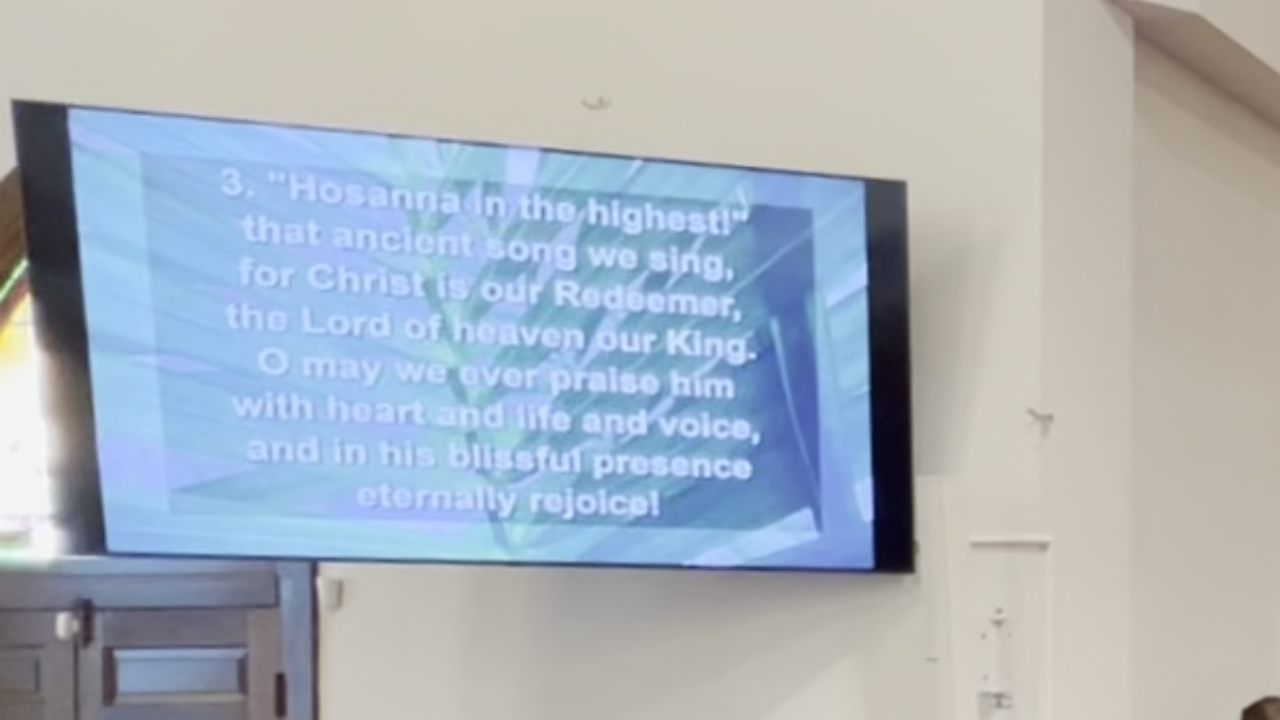 3. "Hosanna in the highest!"
that ancient song we sing,
for Christ is our Redeemer,
the Lord of heaven our King.
O may we ever praise him
with heart and life and voice,
and in his blissful presence
eternally rejoice!